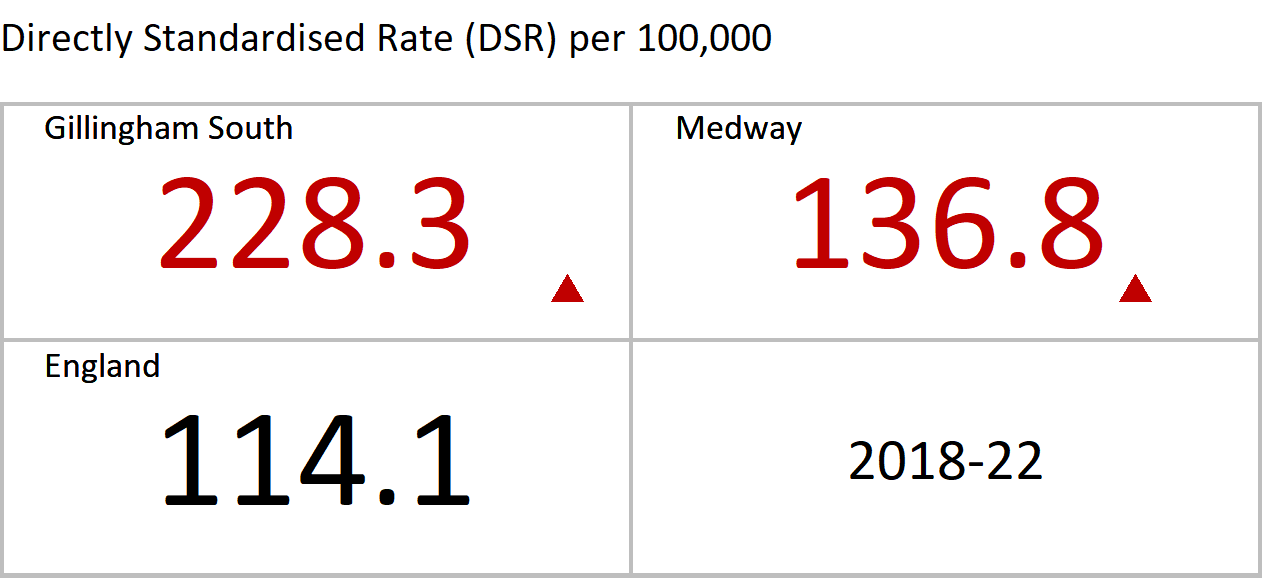 Directly Standardised Rate (DSR) per 100,000
Gillingham South
228.3
Medway
136.8
England
114.1
2018-22